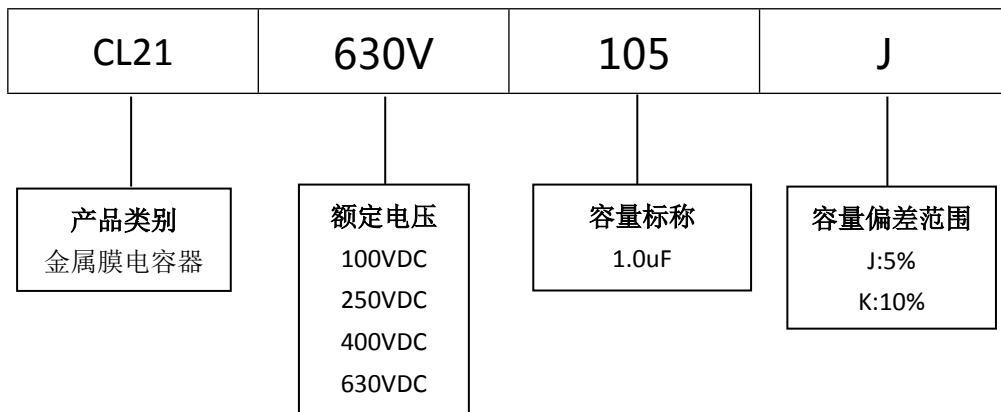 CL21 630V 105 J
产品类别
金属膜电容器
额定电压
100VDC
250VDC
400VDC
630VDC
容量标称
1.0uF
容量偏差范围
J:5%
K:10%